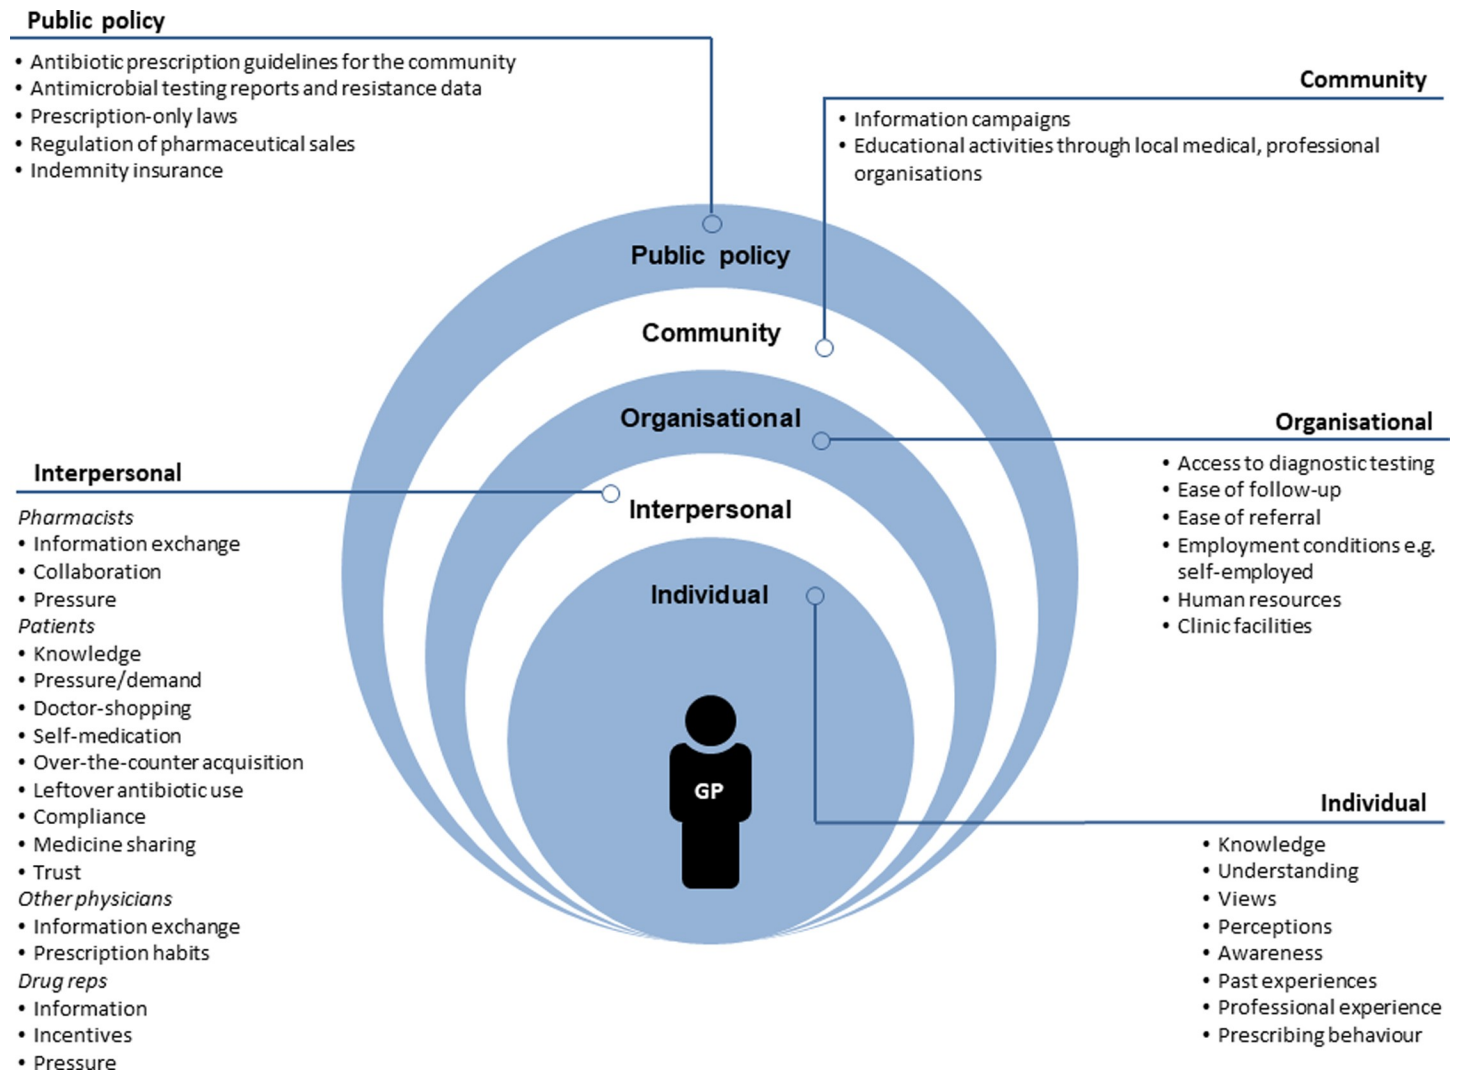 Public policy
• Antibiotic prescription guidelines for the community
• Antimicrobial testing reports and resistance data
• Prescription-only laws
• Regulation of pharmaceutical sales
• Indemnity insurance
Community
• Information campaigns
• Educational activities through local medical, professional
organisations
Public policy
Community
Organisational
Interpersonal
Individual
GP
Organisational
• Access to diagnostic testing
• Ease of follow-up
• Ease of referral
• Employment conditions e.g.
self-employed
• Human resources
• Clinic facilities
Interpersonal
Pharmacists
• Information exchange
• Collaboration
• Pressure
Patients
• Knowledge
• Pressure/demand
• Doctor-shopping
• Self-medication
• Over-the-counter acquisition
• Leftover antibiotic use
• Compliance
• Medicine sharing
• Trust
Other physicians
• Information exchange
• Prescription habits
Drug reps
• Information
• Incentives
• Pressure
Individual
• Knowledge
• Understanding
• Views
• Perceptions
• Awareness
• Past experiences
• Professional experience
• Prescribing behaviour